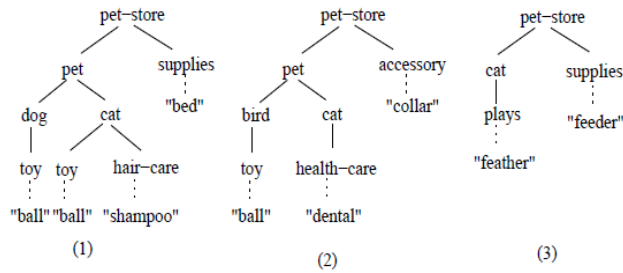 pet-store pet-store pet-store
pet supplies pet accessory cat supplies
dog cat "bed" bird cat "collar" plays "feeder"
toy toy hair-care toy health-care "feather"
"ball" "ball" "shampoo" "ball" "dental"
(1) (2) (3)